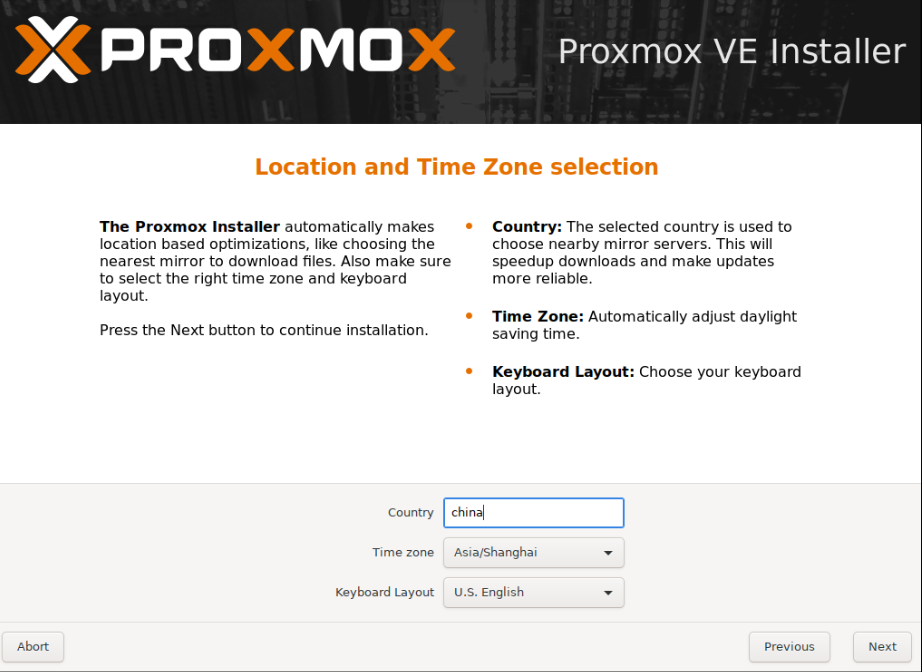 PROXMOX
Proxmox VE Installer
Location and Time Zone selection
The Proxmox Installer automatically makes
location based optimizations, like choosing the
nearest mirror to download files. Also make sure
to select the right time zone and keyboard
layout.
Press the Next button to continue installation.
• Country: The selected country is used to
choose nearby mirror servers. This will
speedup downloads and make updates
more reliable.
• Time Zone: Automatically adjust daylight
saving time.
• Keyboard Layout: Choose your keyboard
layout.
Country china
Time zone Asia/Shanghai
Keyboard Layout U.S. English
Abort Previous Next